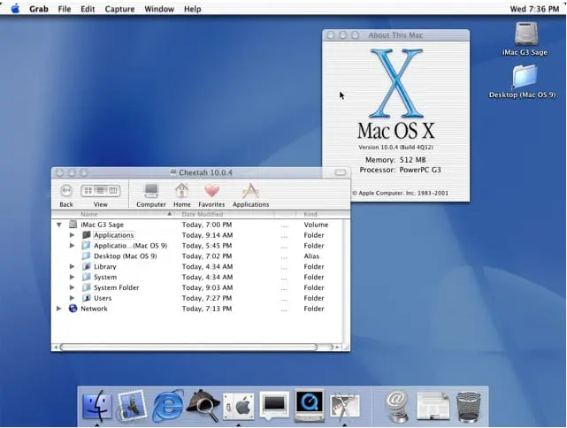 Grab File Edit Capture Window Help Wed 7:36 PM
iMac G3 Sage
Desktop (Mac OS 9)
About This Mac
Mac OS X
Version 10.0.4 (Build 4Q12)
Memory: 512 MB
Processor: PowerPC G3
© Apple Computer, Inc. 1983-2001
Cheetah 10.0.4
Back View Computer Home Favorites Applications
Name Date Modified ... Kind
iMac G3 Sage Today, 7:00 PM ... Volume
Applications Today, 9:14 AM ... Folder
Applicatio...(Mac OS 9) Today, 5:45 PM ... Folder
Desktop (Mac OS 9) Today, 7:02 PM ... Alias
Library Today, 4:34 AM ... Folder
System Today, 4:34 AM ... Folder
System Folder Today, 9:03 AM ... Folder
Users Today, 7:27 PM ... Folder
Network Today, 7:13 PM ... Folder